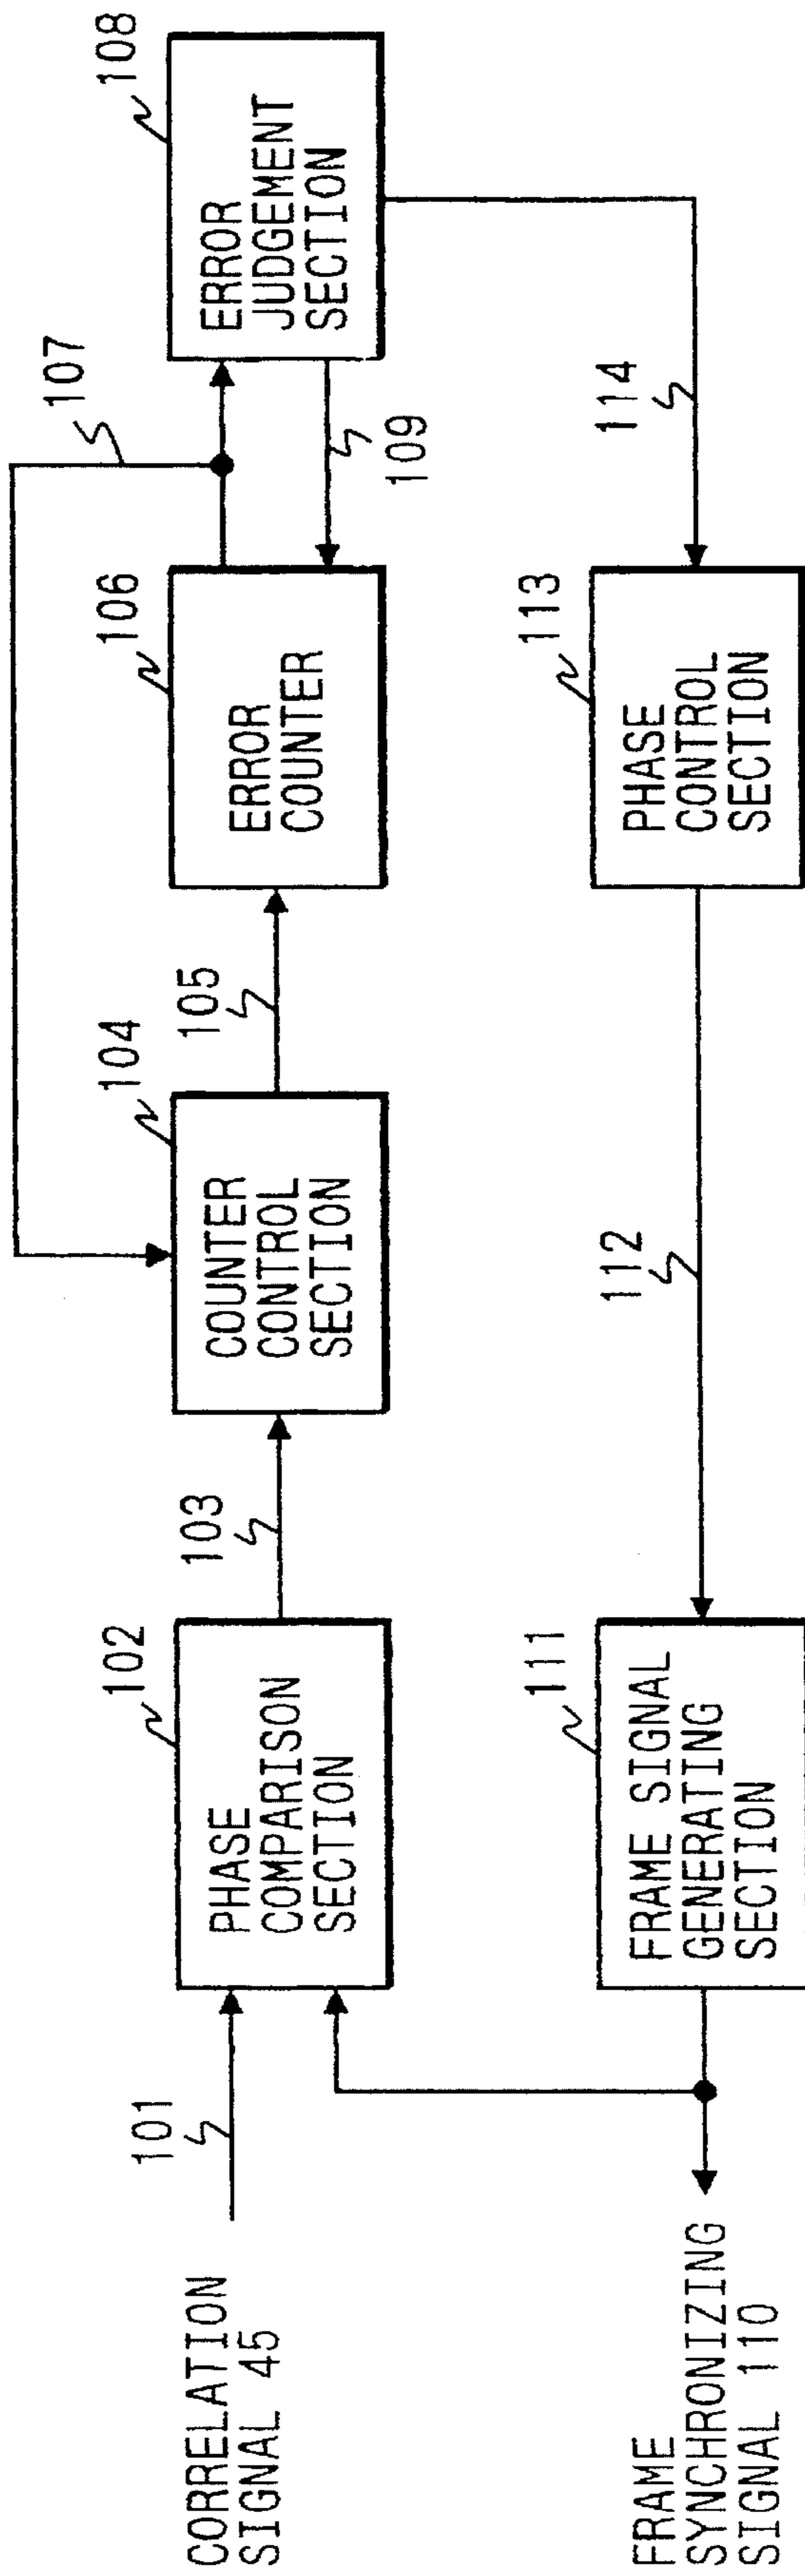 CORRELATION
SIGNAL 45
101
PHASE
COMPARISON
SECTION
102
103
COUNTER
CONTROL
SECTION
104
105
ERROR
COUNTER
106
107
ERROR
JUDGEMENT
SECTION
108
109
FRAME
SYNCHRONIZING
SIGNAL 110
FRAME SIGNAL
GENERATING
SECTION
111
112
PHASE
CONTROL
SECTION
113
114